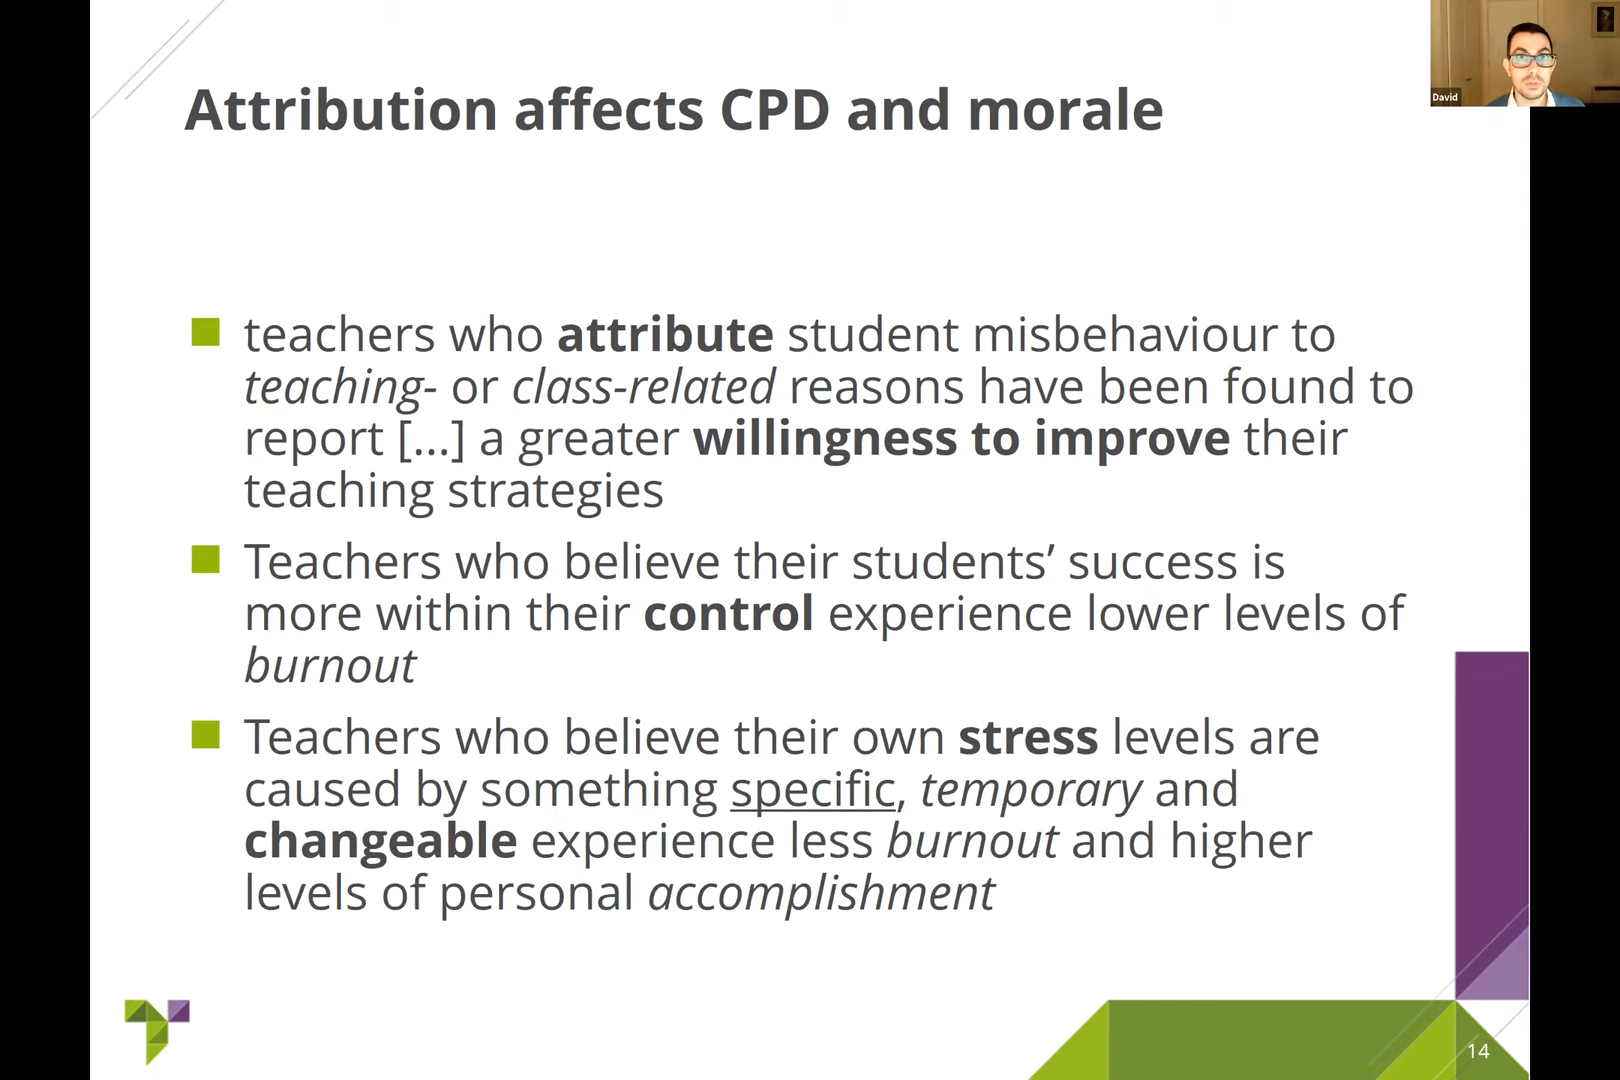 Attribution affects CPD and morale
David
teachers who attribute student misbehaviour to
teaching- or class-related reasons have been found to
report [...] a greater willingness to improve their
teaching strategies
Teachers who believe their students’ success is
more within their control experience lower levels of
burnout
Teachers who believe their own stress levels are
caused by something specific, temporary and
changeable experience less burnout and higher
levels of personal accomplishment
14